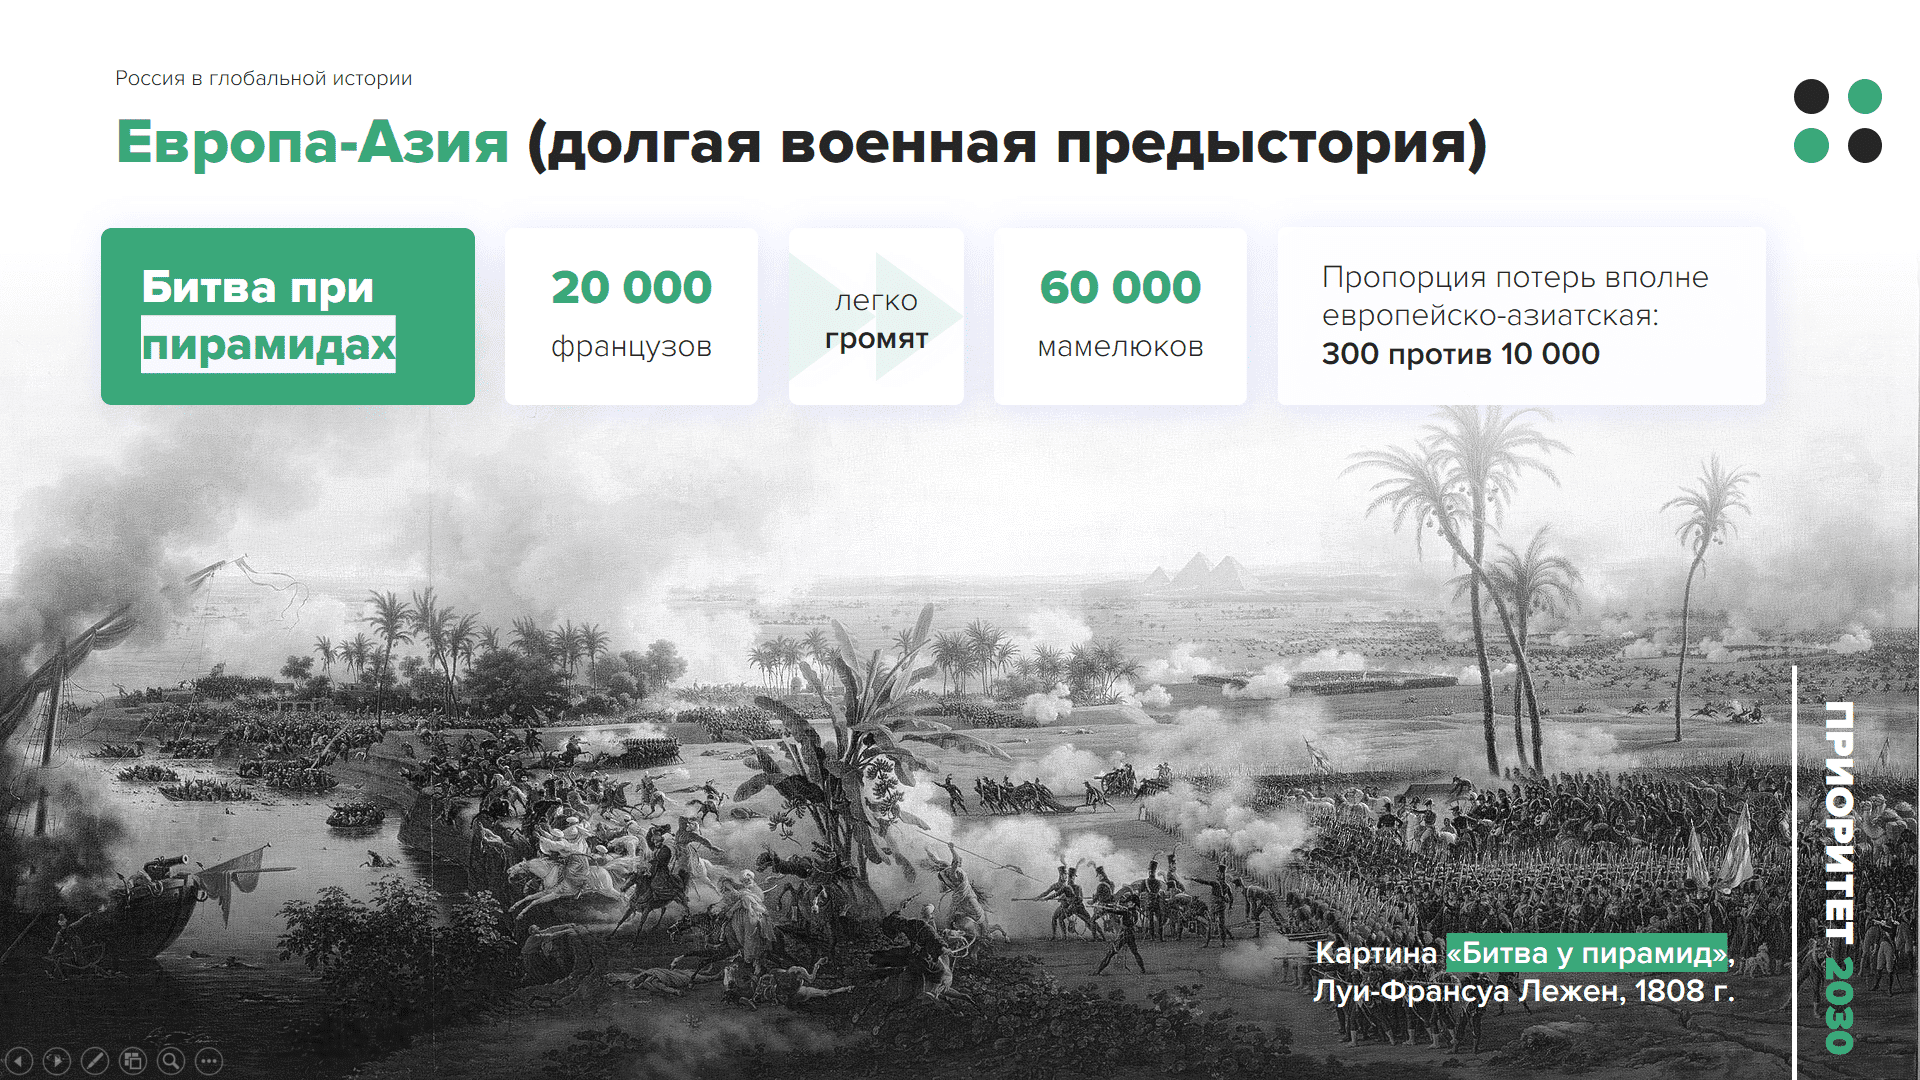 Россия в глобальной истории
Европа-Азия (долгая военная предыстория)
Битва при
пирамидах
20 000
французов
легко
громят
60 000
мамелюков
Пропорция потерь вполне
европейско-азиатская:
300 против 10 000
Картина «Битва у пирамид»,
Луи-Франсуа Лежен, 1808 г.
ПРИОРИТЕТ 2030